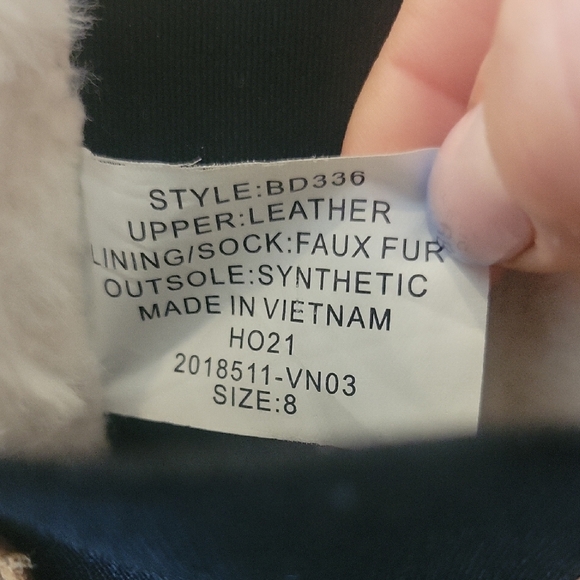 STYLE:BD336
UPPER:LEATHER
LINING/SOCK:FAUX FUR
OUTSOLE:SYNTHETIC
MADE IN VIETNAM
HO21
2018511-VN03
SIZE:8